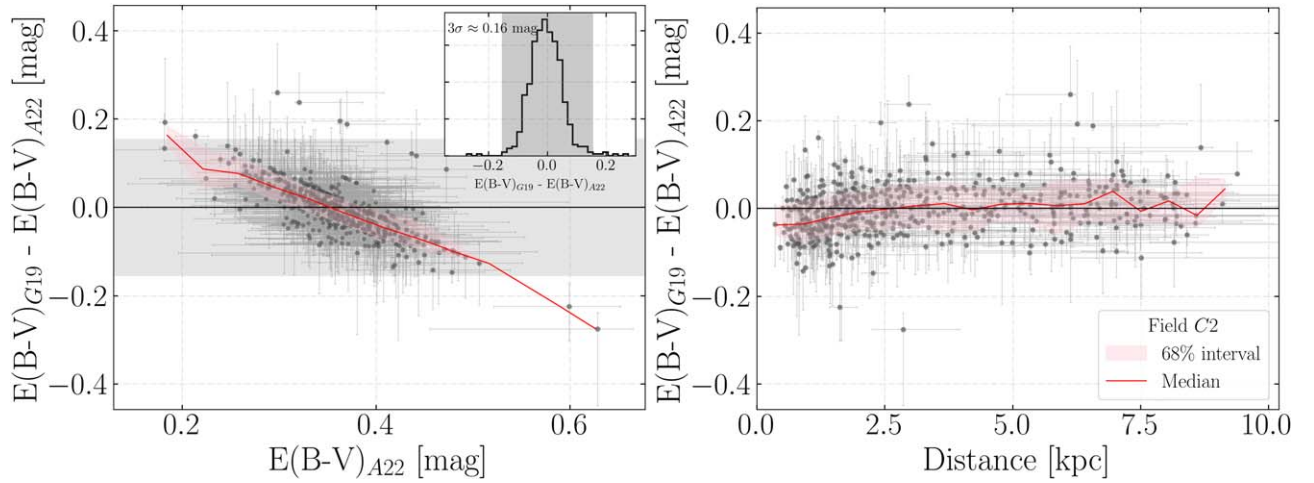 E(B-V)_{G19} - E(B-V)_{A22} [mag]
0.4
0.2
0.0
−0.2
−0.4
0.2
0.4
0.6
E(B-V)_{A22} [mag]
3σ ≈ 0.16 mag
−0.2
0.0
0.2
E(B-V)_{G19} - E(B-V)_{A22}
E(B-V)_{G19} - E(B-V)_{A22} [mag]
0.4
0.2
0.0
−0.2
−0.4
0.0
2.5
5.0
7.5
10.0
Distance [kpc]
Field C2
68% interval
Median